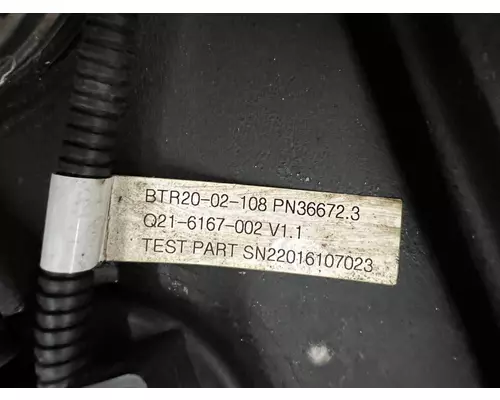 BTR20-02-108 PN36672.3
Q21-6167-002 V1.1
TEST PART SN22016107023